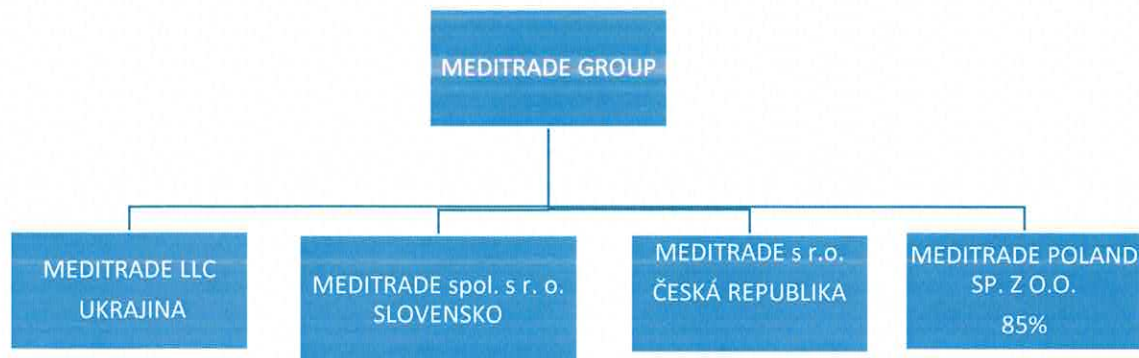 MEDITRADE GROUP
MEDITRADE LLC
UKRAJINA
MEDITRADE spol. s r. o.
SLOVENSKO
MEDITRADE s r.o.
ČESKÁ REPUBLIKA
MEDITRADE POLAND
SP. Z O.O.
85%